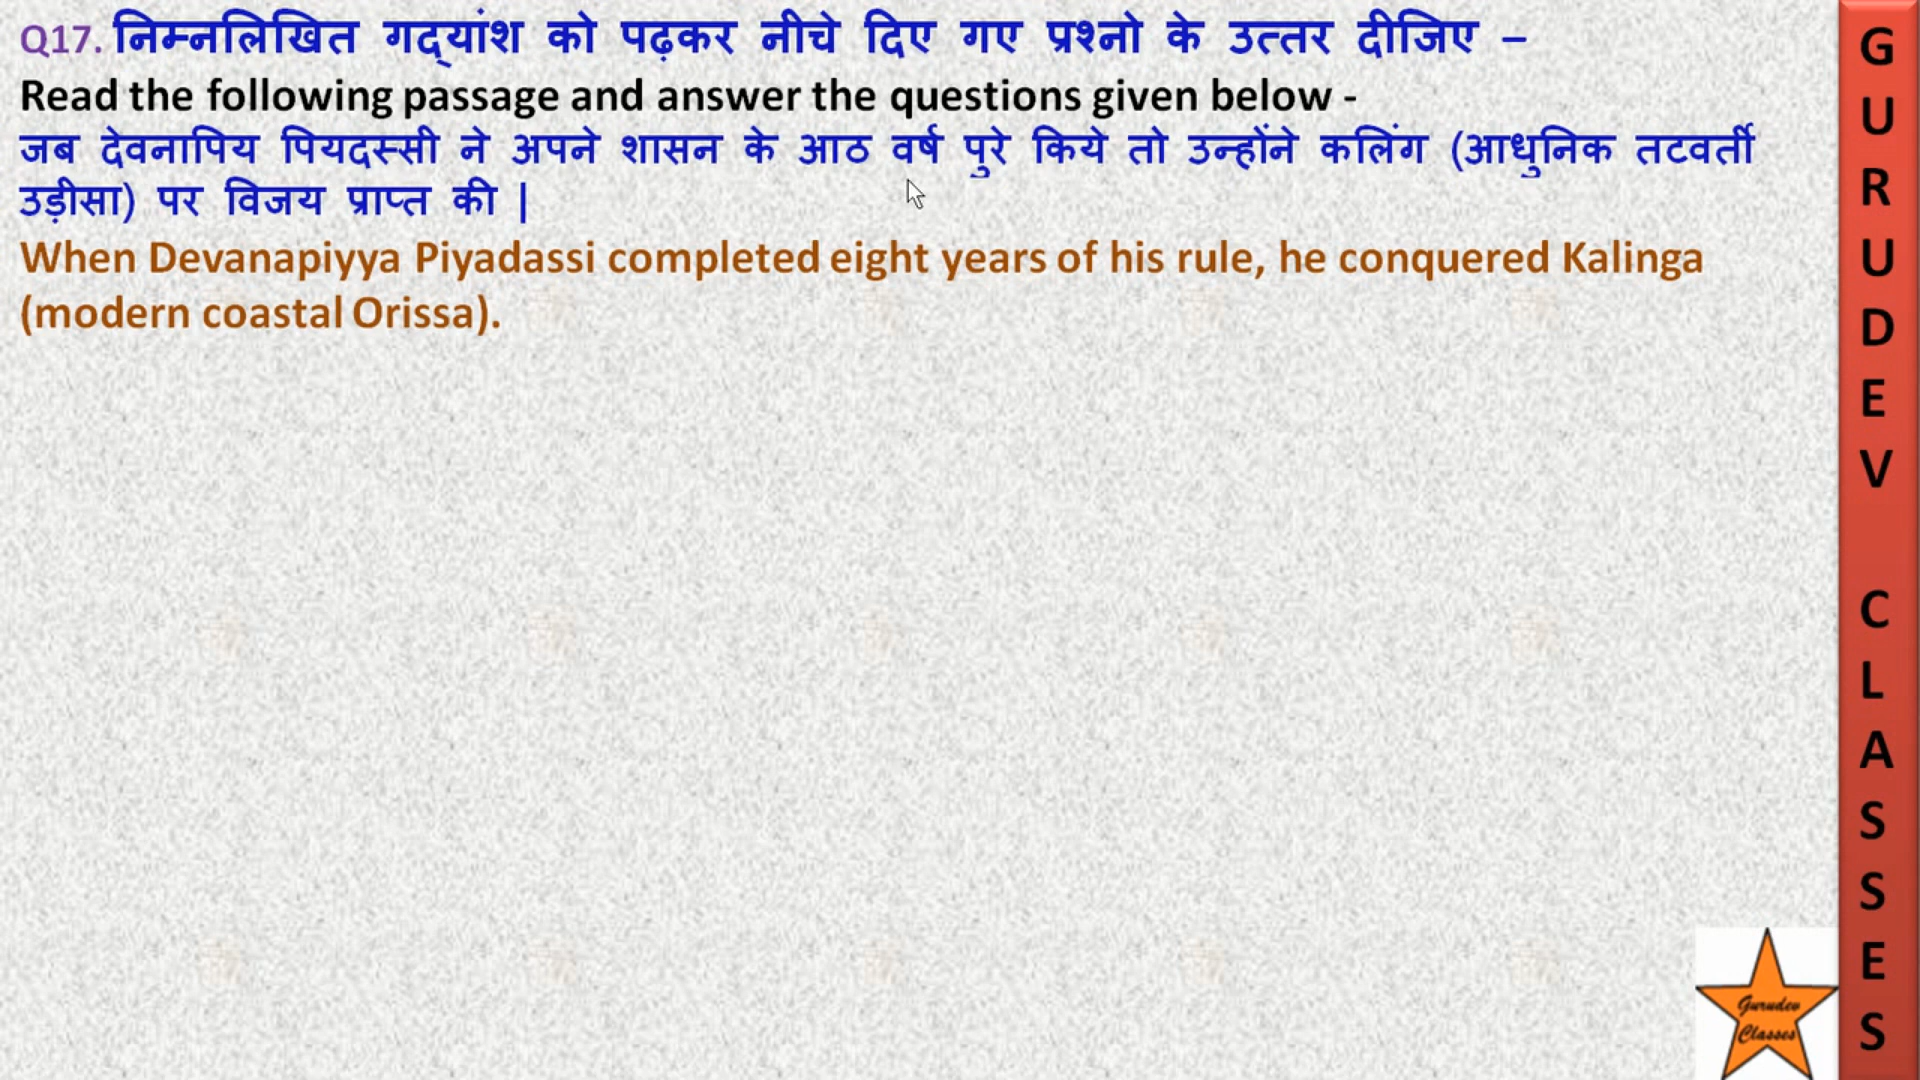 Q17. निम्नलिखित गद्यांश को पढ़कर नीचे दिए गए प्रश्नो के उत्तर दीजिए –
Read the following passage and answer the questions given below -
जब देवनापिय पियदस्सी ने अपने शासन के आठ वर्ष पुरे किये तो उन्होंने कलिंग (आधुनिक तटवर्ती
उड़ीसा) पर विजय प्राप्त की |
When Devanapiyya Piyadassi completed eight years of his rule, he conquered Kalinga
(modern coastal Orissa).
GURUDEV CLASSES
Gurudev
Classes